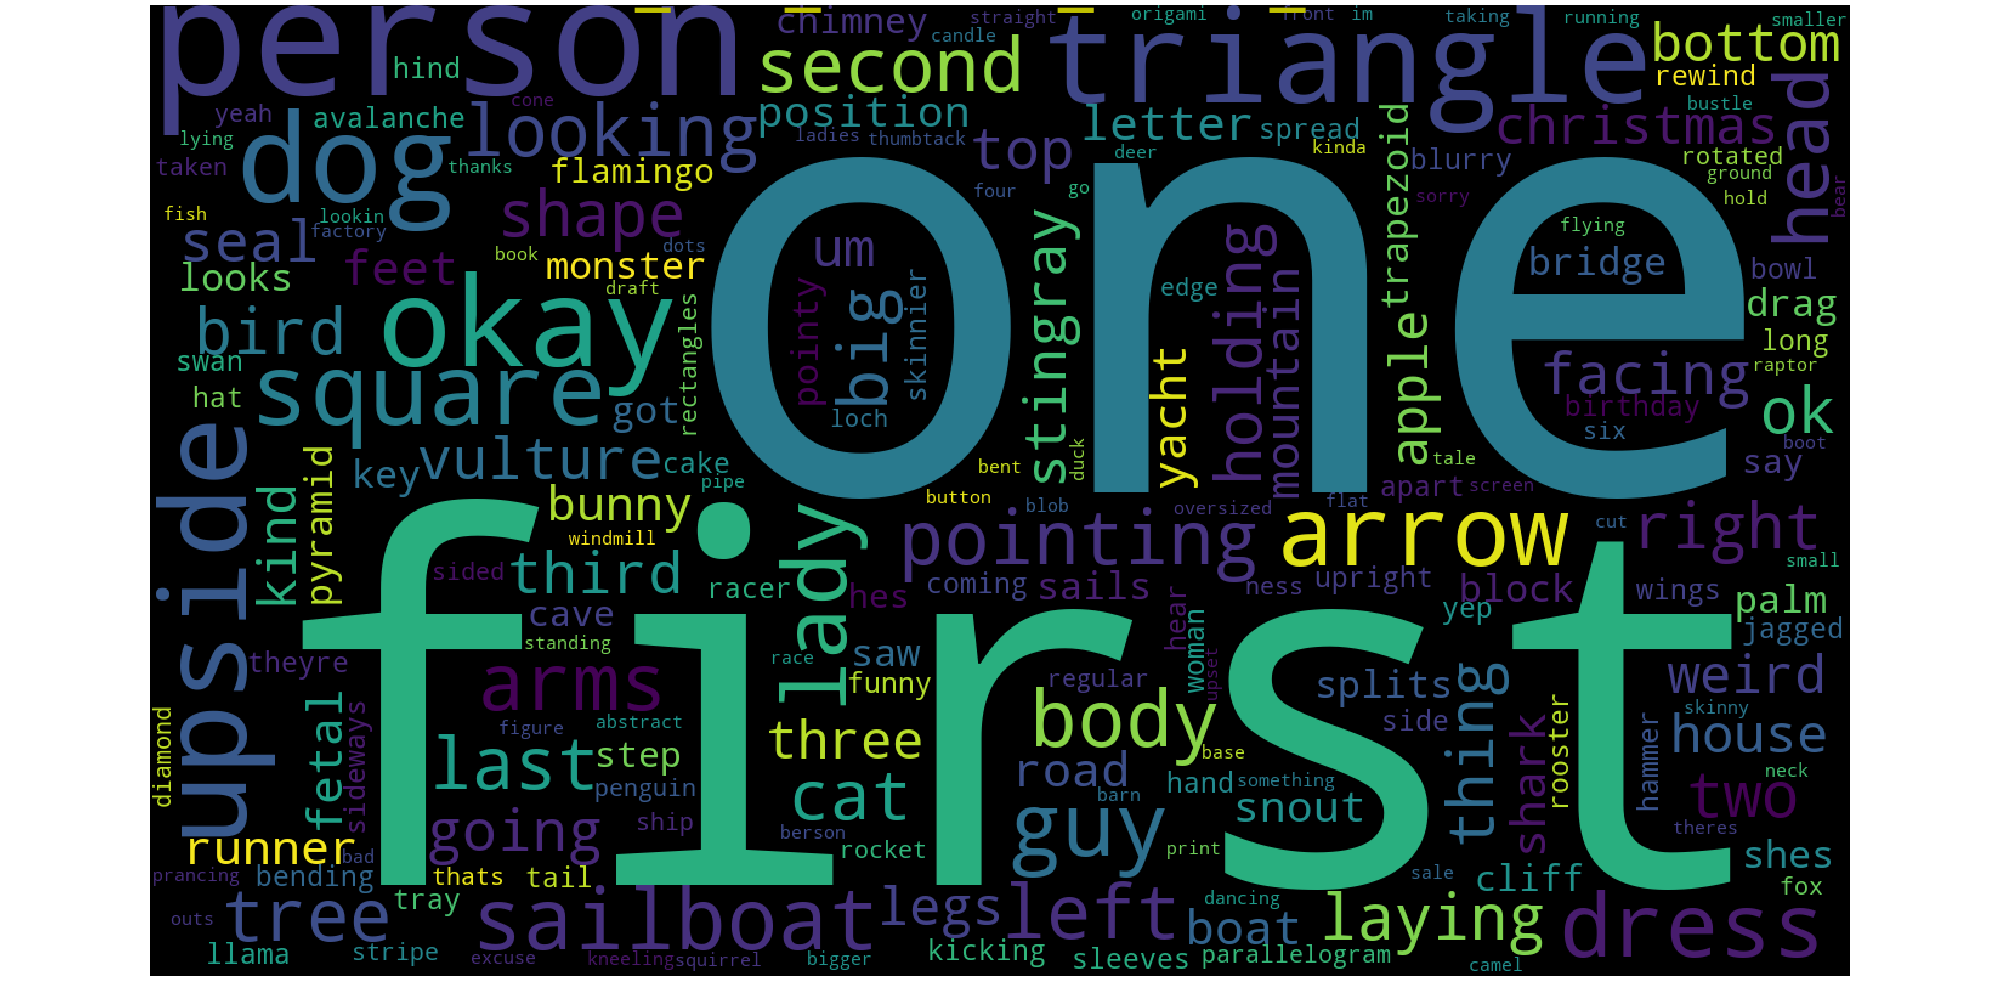 person
chimney
straight
origami
front
im
taking
running
smaller
candle
second
triangle
bottom
hind
rewind
yeah
cone
position
bustle
avalanche
looking
letter
spread
trapezoid
christmas
head
lying
dog
ladies
thumbtack
top
kinda
blurry
rotated
taken
thanks
flamingo
deer
ground
four
go
sorry
hold
bear
fish
lookin
shape
one
flying
seal
factory
dots
um
stingray
holding
bridge
feet
book
monster
bowl
looks
draft
pointy
big
skinnier
edge
mountain
drag
bird
okay
rectangles
apple
long
swan
yacht
facing
raptor
hat
square
got
loch
birthday
ok
six
boot
upside
key
vulture
cake
bent
duck
tale
say
pipe
apart
screen
kind
pyramid
bunny
button
blob
oversized
flat
first
pointing
arrow
cut
right
windmill
sided
third
lady
racer
hes
coming
sails
ness
upright
block
wings
small
cave
hear
woman
yep
palm
standing
jagged
theyre
race
saw
arms
funny
regular
upset
splits
thing
weird
fetal
sideways
figure
abstract
body
side
shark
rooster
skinny
diamond
last
step
three
base
hammer
house
penguin
cat
road
hand
something
neck
barn
two
going
ship
berson
guy
snout
theres
runner
bad
rocket
print
shes
prancing
bending
thats
tail
sale
cliff
fox
tray
outs
tree
sailboat
legs
left
dancing
boat
laying
dress
llama
stripe
excuse
kneeling
squirrel
bigger
kicking
sleeves
parallelogram
camel